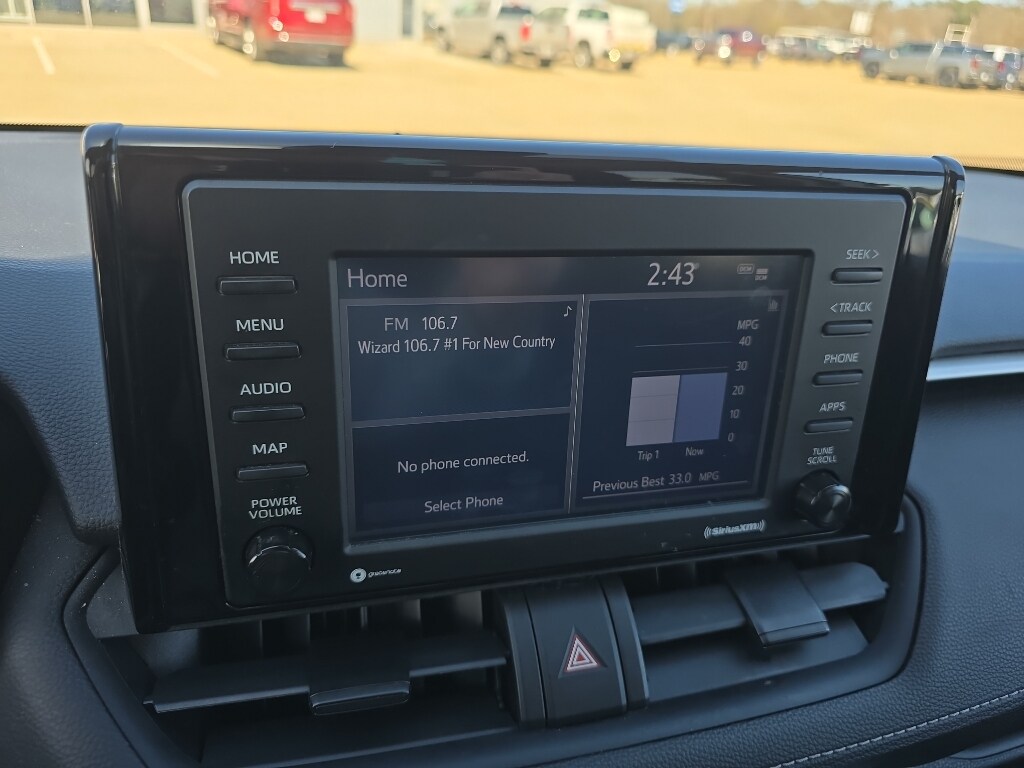 HOME
MENU
AUDIO
MAP
POWER
VOLUME
gracenote
Home
2:43
DCM
FM 106.7
Wizard 106.7 #1 For New Country
No phone connected.
Select Phone
MPG
40
30
20
10
0
Trip 1 Now
Previous Best 33.0 MPG
SEEK >
< TRACK
PHONE
APPS
TUNE
SCROLL
SiriusXM